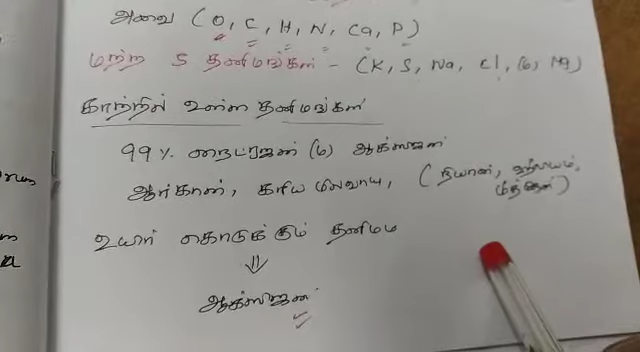 அவை (O, C, H, N, Ca, P)
மற்ற 5 தனிமங்கள் - (K, S, Na, Cl, (ம) Mg)
காற்றில் உள்ள தனிமங்கள்
99 %. நைட்ரஜன் (ம) ஆக்ஸிஜன்
ஆர்கான், கரிய மிலவாயு, (நியான், ஹீலியம்,
மீத்தேன்)
உயிர் கொடுக்கும் தனிமம்
⇓
ஆக்ஸிஜன்